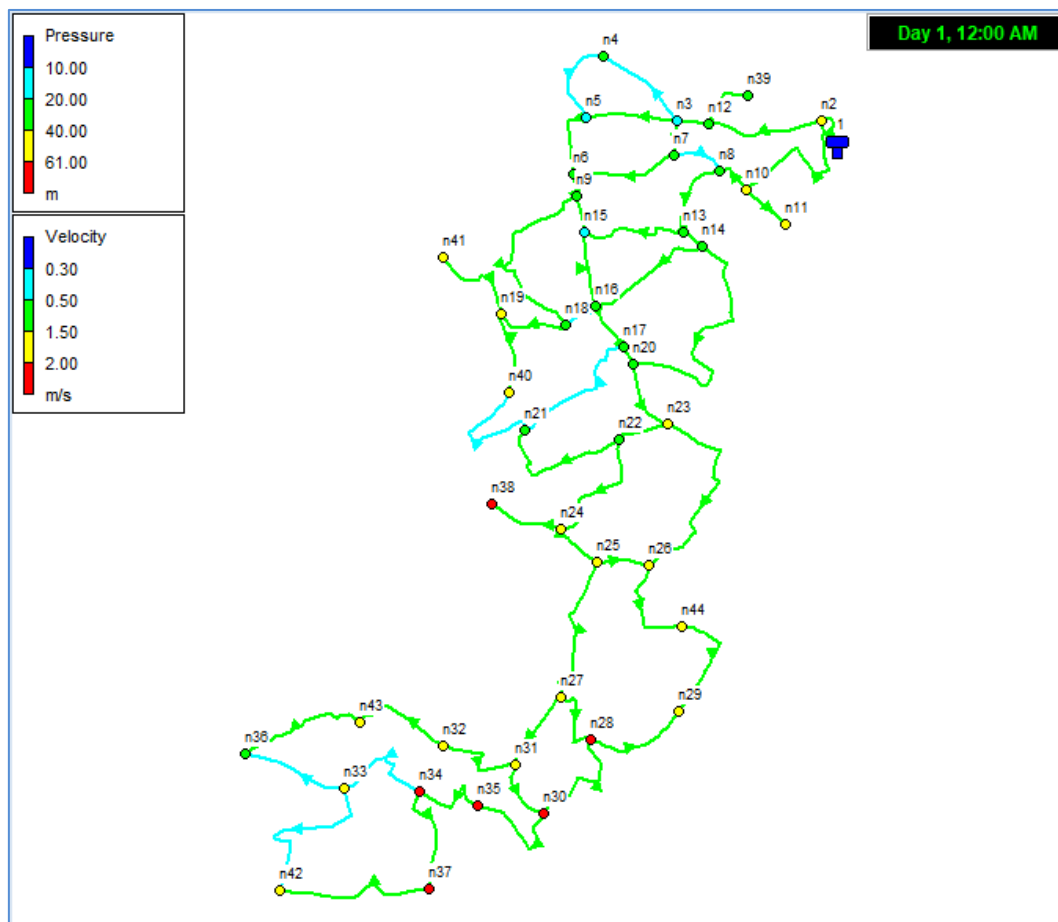 Pressure
10.00
20.00
40.00
61.00
m
Velocity
0.30
0.50
1.50
2.00
m/s
Day 1, 12:00 AM
n4
n39
n5
n3
n12
n2
1
n7
n6
n8
n9
n10
n11
n15
n13
n14
n41
n19
n18
n16
n17
n20
n40
n21
n22
n23
n38
n24
n25
n26
n44
n27
n29
n28
n43
n32
n36
n31
n33
n34
n35
n30
n42
n37